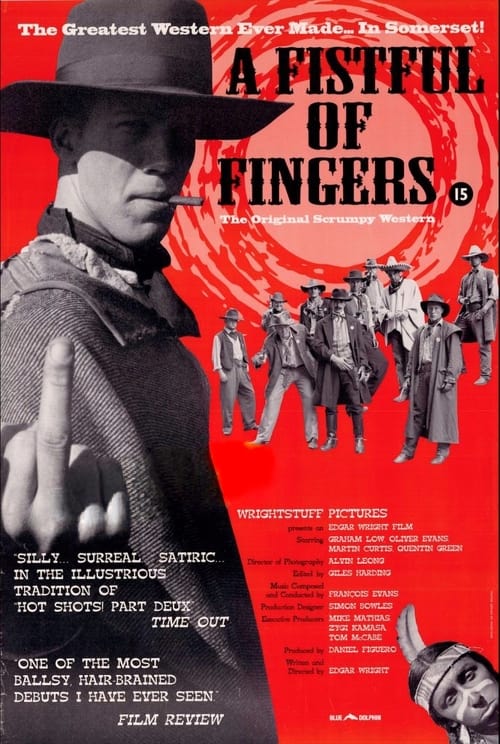 The Greatest Western Ever Made... In Somerset!
A FISTFUL
OF
FINGERS
15
The Original Scrumpy Western
WRIGHTSTUFF PICTURES
presents an EDGAR WRIGHT FILM
Starring GRAHAM LOW, OLIVER EVANS,
MARTIN CURTIS, QUENTIN GREEN
Director of Photography ALVIN LEONG
Edited by GILES HARDING
Music Composed
and Conducted by FRANÇOIS EVANS
Production Designer SIMON BOWLES
Executive Producers MIKE MATHIAS
ZYGI KAMASA
TOM McCABE
Produced by DANIEL FIGUERO
Written and
Directed by EDGAR WRIGHT
"SILLY... SURREAL SATIRIC...
IN THE ILLUSTRIOUS
TRADITION OF
'HOT SHOTS! PART DEUX'"
TIME OUT
"ONE OF THE MOST
BALLSY, HAIR-BRAINED
DEBUTS I HAVE EVER SEEN"
FILM REVIEW
BLUE DOLPHIN